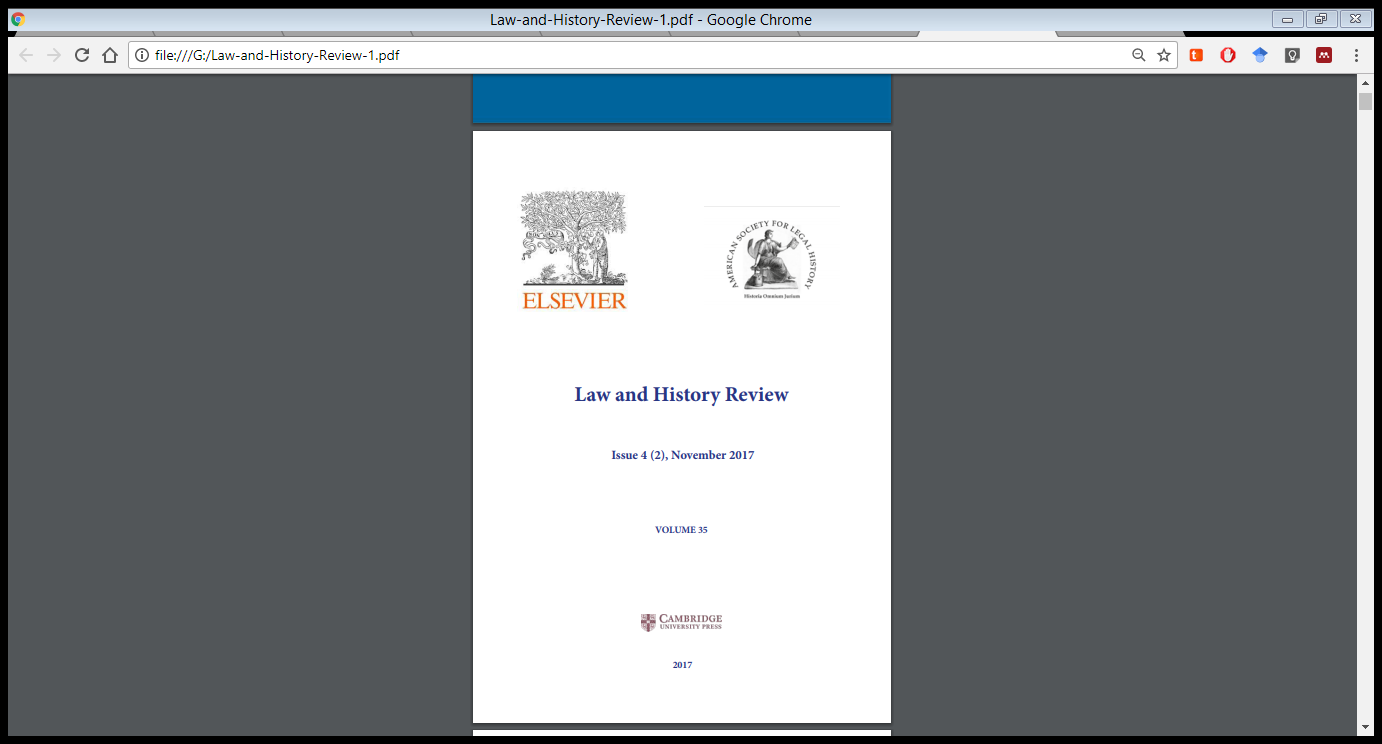 Law-and-History-Review-1.pdf - Google Chrome
file:///G:/Law-and-History-Review-1.pdf
ELSEVIER
AMERICAN SOCIETY FOR LEGAL HISTORY
Historia Omnium Jurium
Law and History Review
Issue 4 (2), November 2017
VOLUME 35
CAMBRIDGE
UNIVERSITY PRESS
2017